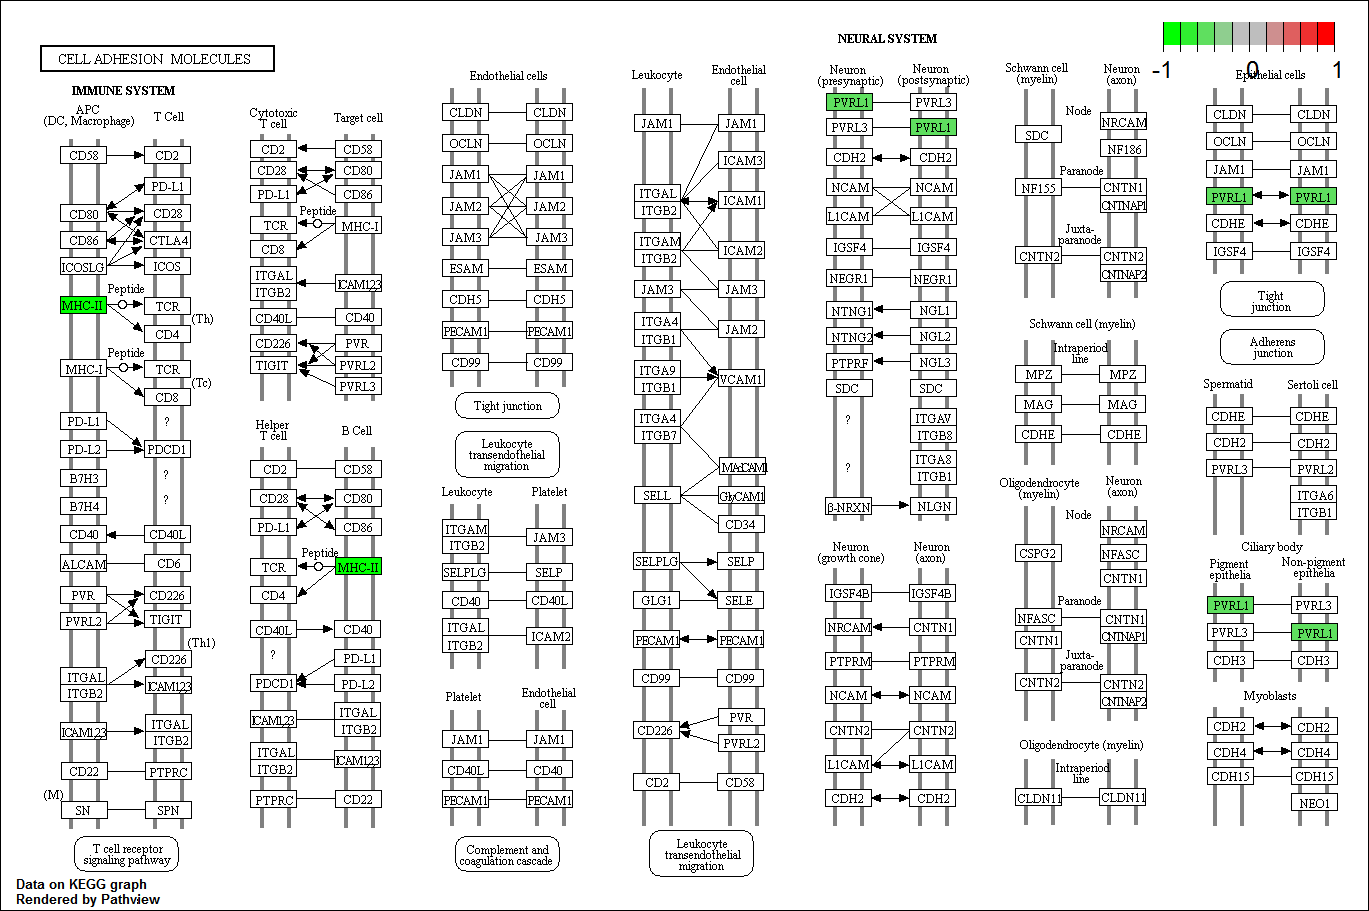 CELL ADHESION MOLECULES
-1 0 1
IMMUNE SYSTEM
APC
(DC, Macrophage)
T Cell
CD58 CD2
PD-L1
CD80 CD28
CD86 CTLA4
ICOSLG ICOS
Peptide
MHC-II TCR
(Th)
CD4
Peptide
MHC-I TCR
(Tc)
CD8
PD-L1 ?
PD-L2 PDCD1
B7H3 ?
B7H4 ?
CD40 CD40L
ALCAM CD6
PVR CD226
PVRL2 TIGIT
(Th1)
CD226
ITGAL
ITGB2
ICAM123
ICAM123
ITGAL
ITGB2
CD22 PTPRC
(M)
SN SPN
T cell receptor
signaling pathway
Cytotoxic
T cell
Target cell
CD2 CD58
CD28 CD80
PD-L1 CD86
Peptide
TCR MHC-I
CD8
ITGAL
ITGB2
ICAM123
CD40L CD40
CD226 PVR
TIGIT PVRL2
PVRL3
Helper
T cell
B Cell
CD2 CD58
CD28 CD80
PD-L1 CD86
Peptide
TCR MHC-II
CD4
CD40L CD40
? PD-L1
PDCD1 PD-L2
ICAM123
ITGAL
ITGB2
ITGAL
ITGB2
ICAM123
PTPRC CD22
Endothelial cells
CLDN CLDN
OCLN OCLN
JAM1 JAM1
JAM2 JAM2
JAM3 JAM3
ESAM ESAM
CDH5 CDH5
PECAM1 PECAM1
CD99 CD99
Tight junction
Leukocyte
transendothelial
migration
Leukocyte Platelet
ITGAM
ITGB2
JAM3
SELPLG SELP
CD40 CD40L
ITGAL
ITGB2
ICAM2
Platelet
Endothelial
cell
JAM1 JAM1
CD40L CD40
PECAM1 PECAM1
Complement and
coagulation cascade
Leukocyte
Endothelial
cell
JAM1 JAM1
ICAM3
ITGAL
ITGB2
ICAM1
ITGAM
ITGB2
ICAM2
JAM3 JAM3
ITGA4
ITGB1
JAM2
ITGA9
ITGB1
VCAM1
ITGA4
ITGB7
MAdCAM1
SELL GlyCAM1
CD34
SELPLG SELP
GLG1 SELE
PECAM1 PECAM1
CD99 CD99
CD226 PVR
PVRL2
CD2 CD58
Leukocyte
transendothelial
migration
NEURAL SYSTEM
Neuron
(presynaptic)
Neuron
(postsynaptic)
PVRL1 PVRL3
PVRL3 PVRL1
CDH2 CDH2
NCAM NCAM
L1CAM L1CAM
IGSF4 IGSF4
NEGR1 NEGR1
NTNG1 NGL1
NTNG2 NGL2
PTPRF NGL3
SDC SDC
? ITGAV
ITGB8
? ITGA8
ITGB1
β-NRXN NLGN
Neuron
(growth cone)
Neuron
(axon)
IGSF4B IGSF4B
NRCAM CNTN1
PTPRM PTPRM
NCAM NCAM
CNTN2 CNTN2
L1CAM L1CAM
CDH2 CDH2
Schwann cell
(myelin)
Neuron
(axon)
Node
NRCAM
SDC
NF186
Paranode
NF155 CNTN1
CNTNAP1
Juxta-
paranode
CNTN2 CNTN2
CNTNAP2
Schwann cell (myelin)
Intraperiod
line
MPZ MPZ
MAG MAG
CDHE CDHE
Oligodendrocyte
(myelin)
Neuron
(axon)
Node
NRCAM
CSPG2 NFASC
CNTN1
Paranode
NFASC CNTN1
CNTN1 CNTNAP1
Juxta-
paranode
CNTN2 CNTN2
CNTNAP2
Oligodendrocyte (myelin)
Intraperiod
line
CLDN11 CLDN11
Epithelial cells
CLDN CLDN
OCLN OCLN
JAM1 JAM1
PVRL1 PVRL1
CDHE CDHE
IGSF4 IGSF4
Tight
junction
Adherens
junction
Spermatid Sertoli cell
CDHE CDHE
CDH2 CDH2
PVRL3 PVRL2
ITGA6
ITGB1
Ciliary body
Pigment
epithelia
Non-pigment
epithelia
PVRL1 PVRL3
PVRL3 PVRL1
CDH3 CDH3
Myoblasts
CDH2 CDH2
CDH4 CDH4
CDH15 CDH15
NEO1
Data on KEGG graph
Rendered by Pathview